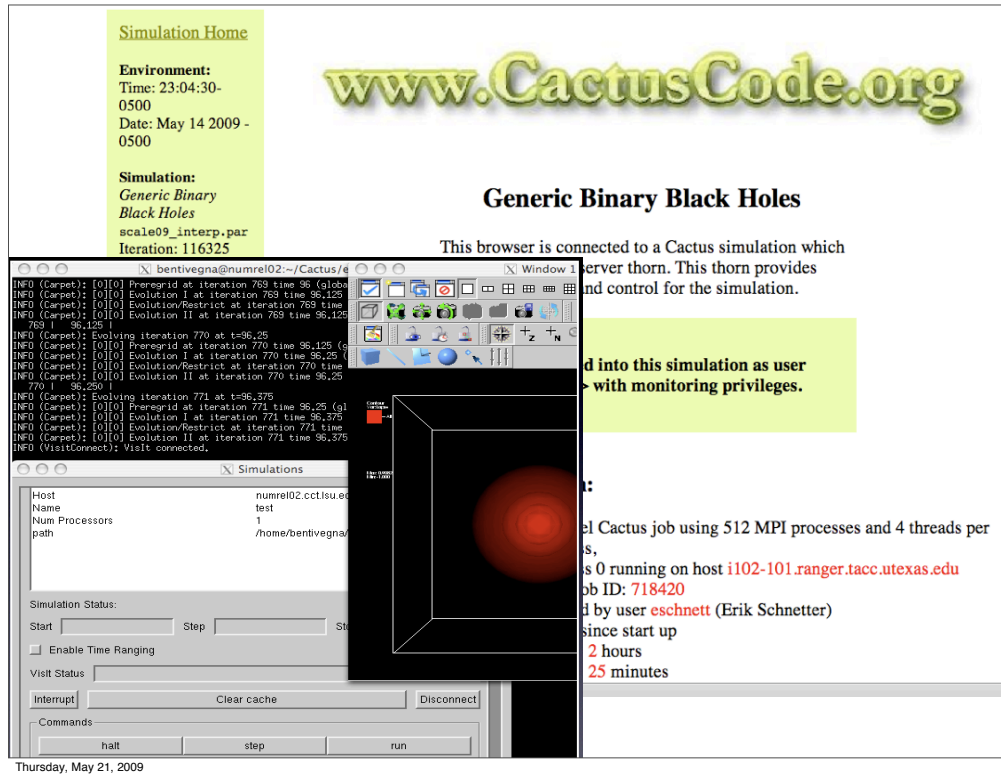 Simulation Home
Environment:
Time: 23:04:30-
0500
Date: May 14 2009 -
0500
Simulation:
Generic Binary
Black Holes
scale09_interp.par
Iteration: 116325
www.CactusCode.org
Generic Binary Black Holes
This browser is connected to a Cactus simulation which
server thorn. This thorn provides
and control for the simulation.
d into this simulation as user
> with monitoring privileges.
:
el Cactus job using 512 MPI processes and 4 threads per
ss,
ss 0 running on host i102-101.ranger.tacc.utexas.edu
ob ID: 718420
d by user eschnett (Erik Schnetter)
since start up
2 hours
25 minutes
bentivegna@numrel02:~/Cactus/e
INFO (Carpet): [0][0] Preregrid at iteration 769 time 96 (globa
INFO (Carpet): [0][0] Evolution I at iteration 769 time 96.125
INFO (Carpet): [0][0] Evolution/Restrict at iteration 769 time
INFO (Carpet): [0][0] Evolution II at iteration 769 time 96.125
769 | 96.125 |
INFO (Carpet): Evolving iteration 770 at t=96.25
INFO (Carpet): [0][0] Preregrid at iteration 770 time 96.125 (g
INFO (Carpet): [0][0] Evolution I at iteration 770 time 96.25 (
INFO (Carpet): [0][0] Evolution/Restrict at iteration 770 time
INFO (Carpet): [0][0] Evolution II at iteration 770 time 96.25
770 | 96.250 |
INFO (Carpet): Evolving iteration 771 at t=96.375
INFO (Carpet): [0][0] Preregrid at iteration 771 time 96.25 (gl
INFO (Carpet): [0][0] Evolution I at iteration 771 time 96.375
INFO (Carpet): [0][0] Evolution/Restrict at iteration 771 time
INFO (Carpet): [0][0] Evolution II at iteration 771 time 96.375
INFO (VisitConnect): VisIt connected.
Window 1
Z
N
Simulations
Host numrel02.cct.lsu.ed
Name test
Num Processors 1
path /home/bentivegna/
Simulation Status:
Start Step Sto
Enable Time Ranging
VisIt Status
Interrupt Clear cache Disconnect
Commands
halt step run
Thursday, May 21, 2009